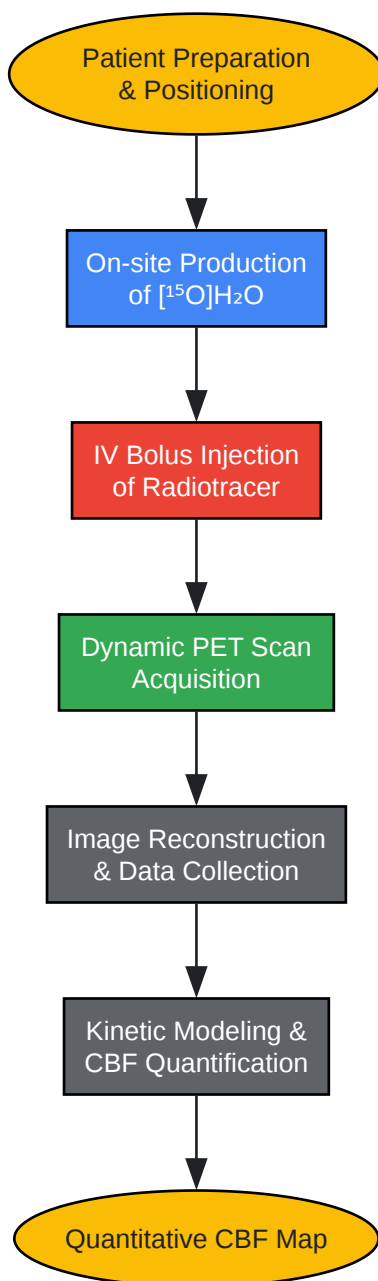 Patient Preparation
& Positioning
On-site Production
of [¹⁵O]H₂O
IV Bolus Injection
of Radiotracer
Dynamic PET Scan
Acquisition
Image Reconstruction
& Data Collection
Kinetic Modeling &
CBF Quantification
Quantitative CBF Map